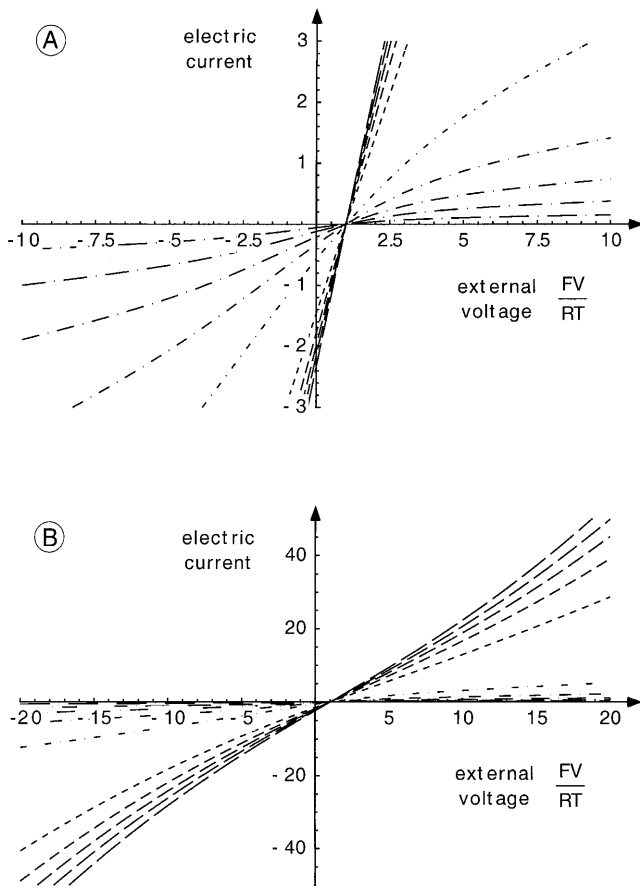 A
electric
current
3
2
1
-10 -7.5 -5 -2.5 2.5 5 7.5 10
- 1
- 2
- 3
external FV
voltage RT
B
electric
current
40
20
-20 -15 -10 -5 5 10 15 20
- 20
- 40
external FV
voltage RT